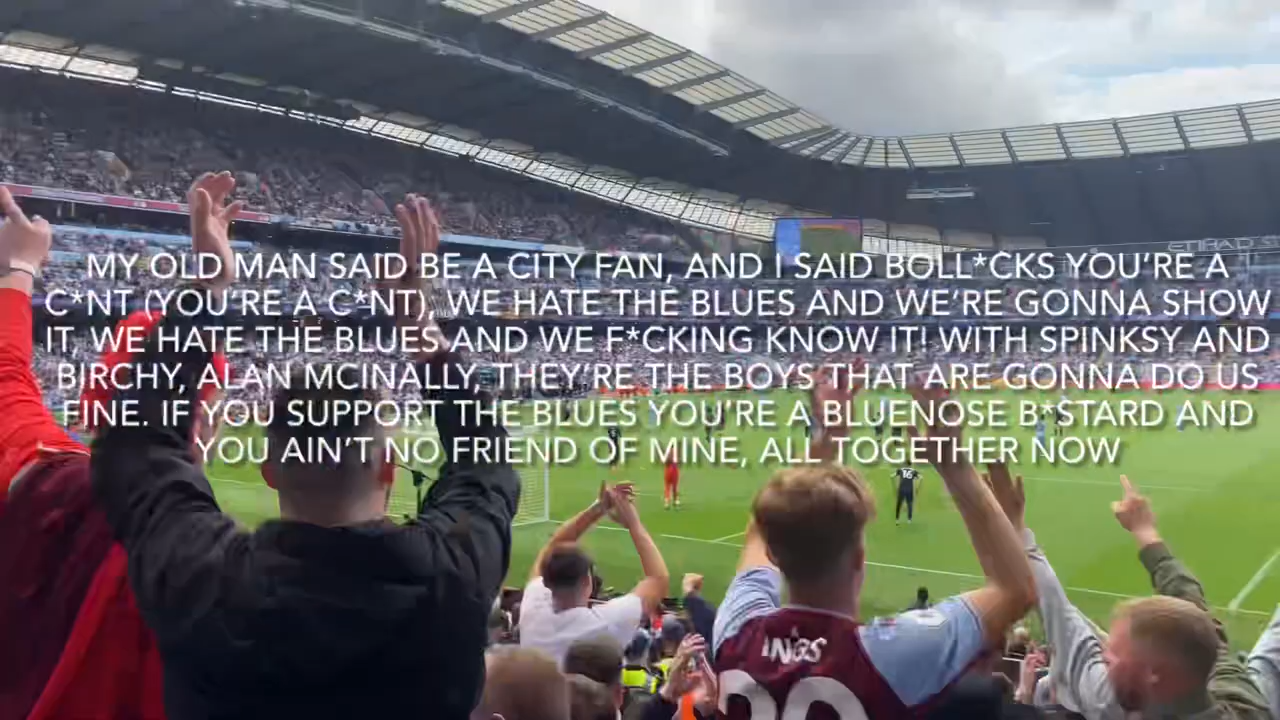 ETIHAD
MY OLD MAN SAID BE A CITY FAN, AND I SAID BOLL*CKS YOU'RE A
C*NT (YOU'RE A C*NT), WE HATE THE BLUES AND WE'RE GONNA SHOW
IT, WE HATE THE BLUES AND WE F*CKING KNOW IT! WITH SPINKSY AND
BIRCHY, ALAN MCINALLY, THEY'RE THE BOYS THAT ARE GONNA DO US
FINE. IF YOU SUPPORT THE BLUES YOU'RE A BLUENOSE B*STARD AND
YOU AIN'T NO FRIEND OF MINE, ALL TOGETHER NOW
16
INGS
20